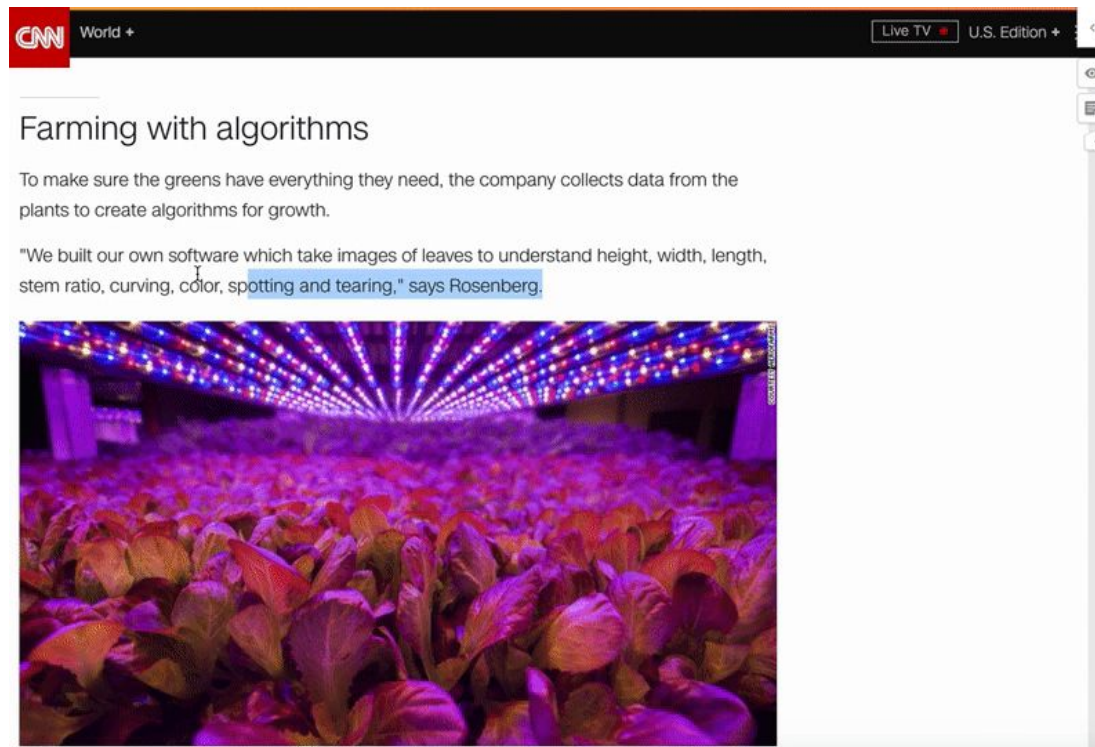 CNN
World +
Live TV
U.S. Edition +
Farming with algorithms
To make sure the greens have everything they need, the company collects data from the
plants to create algorithms for growth.
"We built our own software which take images of leaves to understand height, width, length,
stem ratio, curving, color, spotting and tearing," says Rosenberg.
COURTESY AEROFARMS